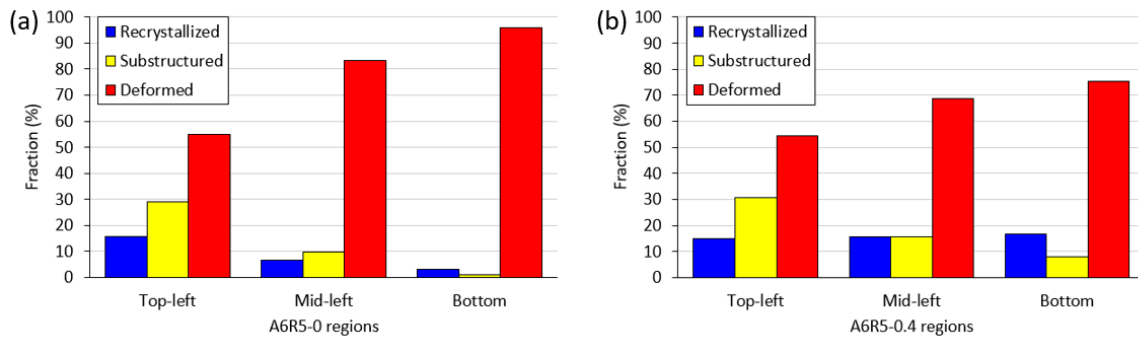 (a)
Fraction (%)
100
90
80
70
60
50
40
30
20
10
0
Recrystallized
Substructured
Deformed
Top-left Mid-left Bottom
A6R5-0 regions
(b)
Fraction (%)
100
90
80
70
60
50
40
30
20
10
0
Recrystallized
Substructured
Deformed
Top-left Mid-left Bottom
A6R5-0.4 regions